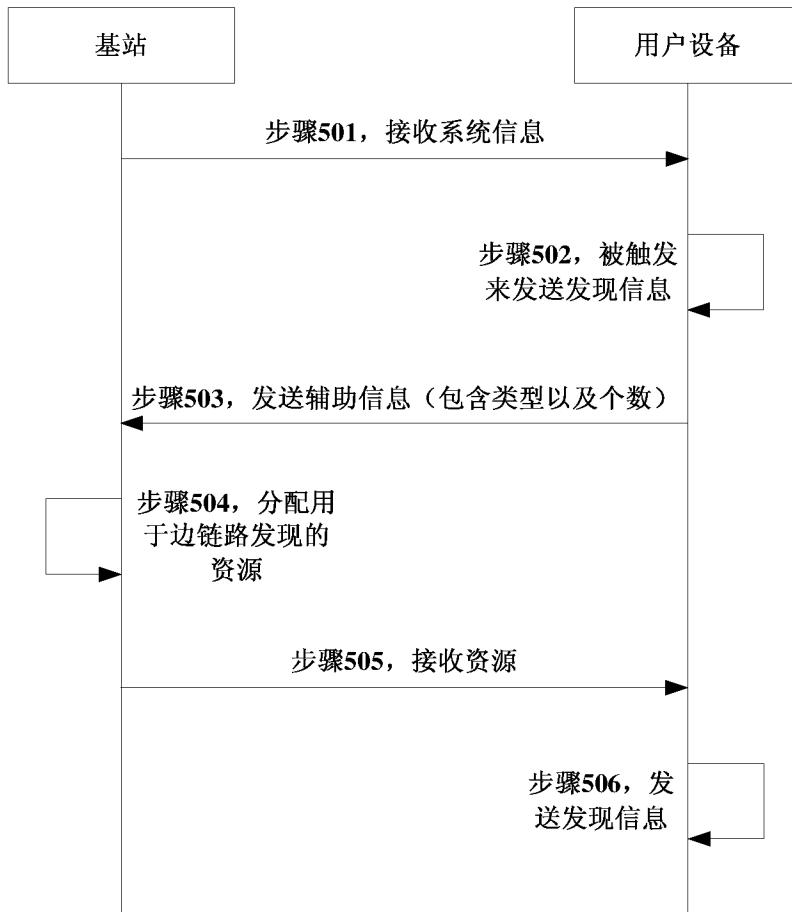 基站
用户设备
步骤501，接收系统信息
步骤502，被触发
来发送发现信息
步骤503，发送辅助信息（包含类型以及个数）
步骤504，分配用
于边链路发现的
资源
步骤505，接收资源
步骤506，发
送发现信息